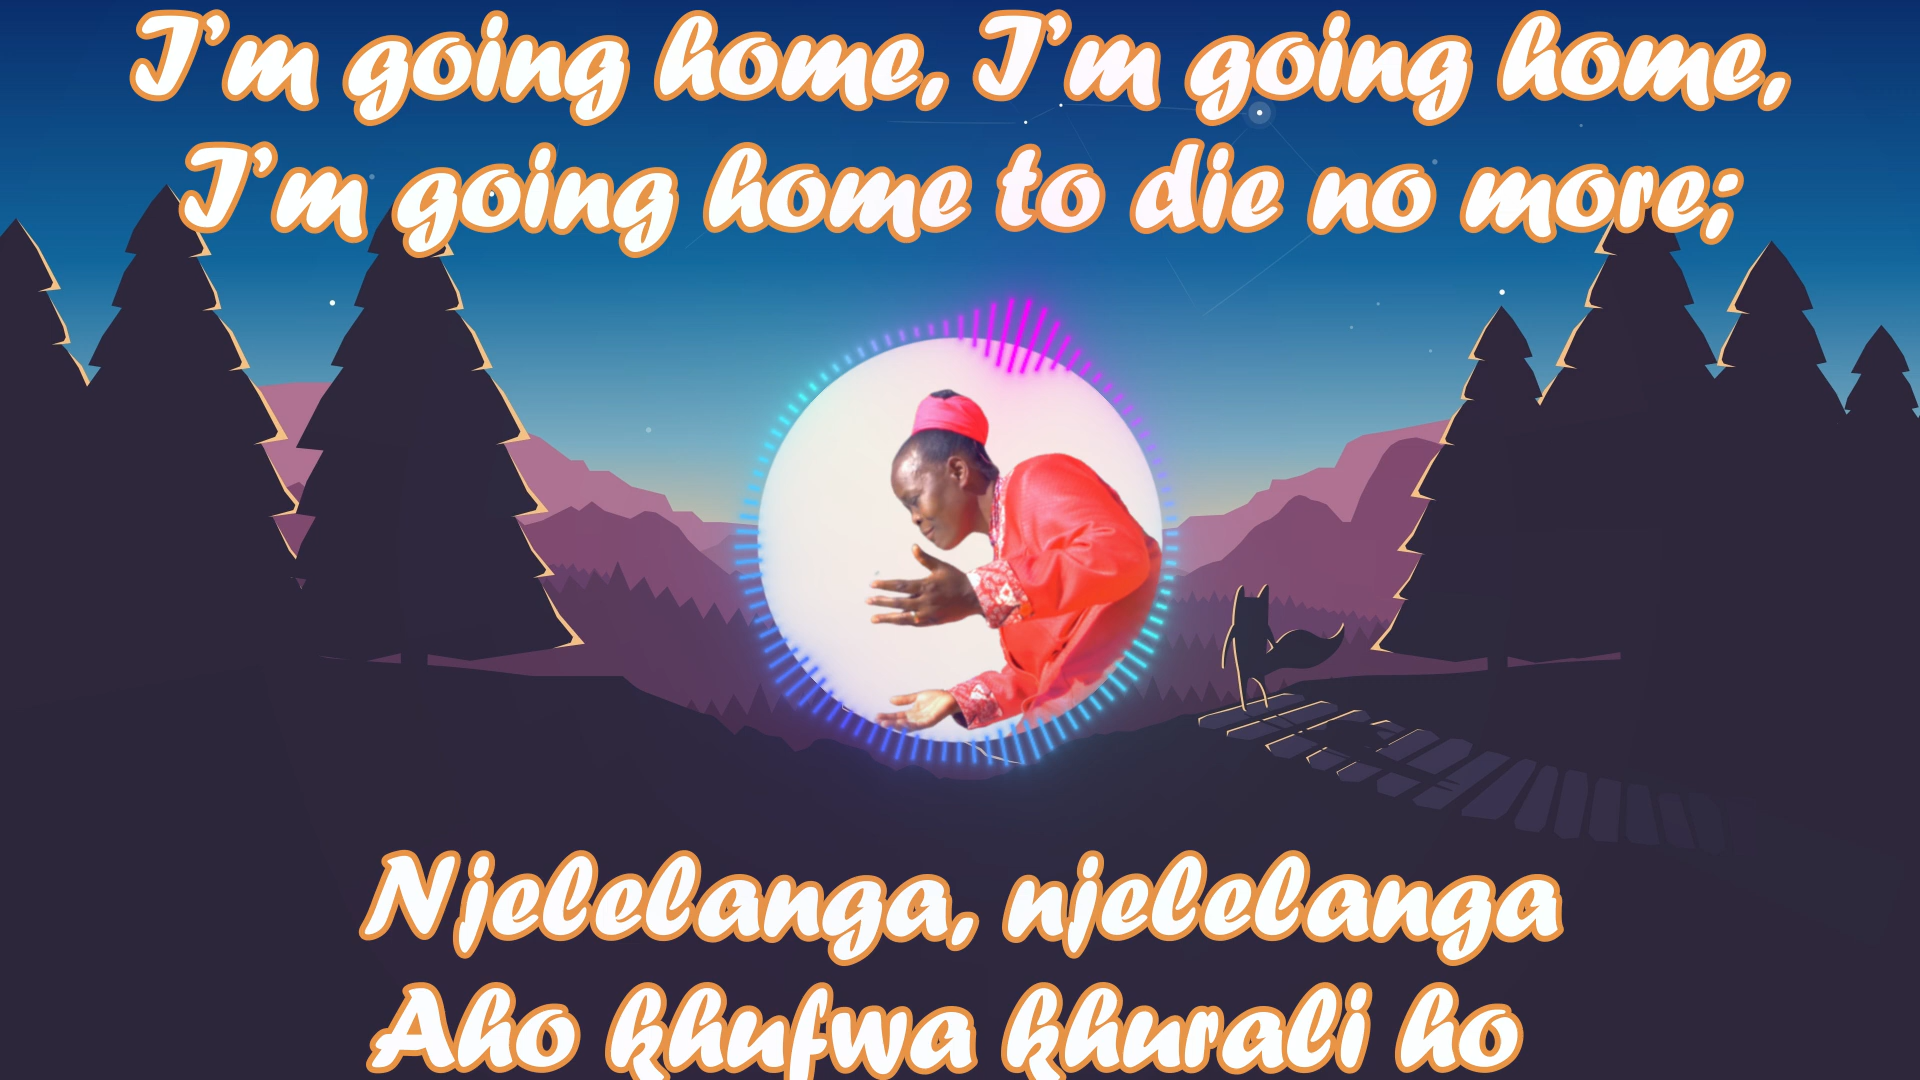 I’m going home, I’m going home,
I’m going home to die no more;
Njelelanga, njelelanga
Aho khufwa khurali ho